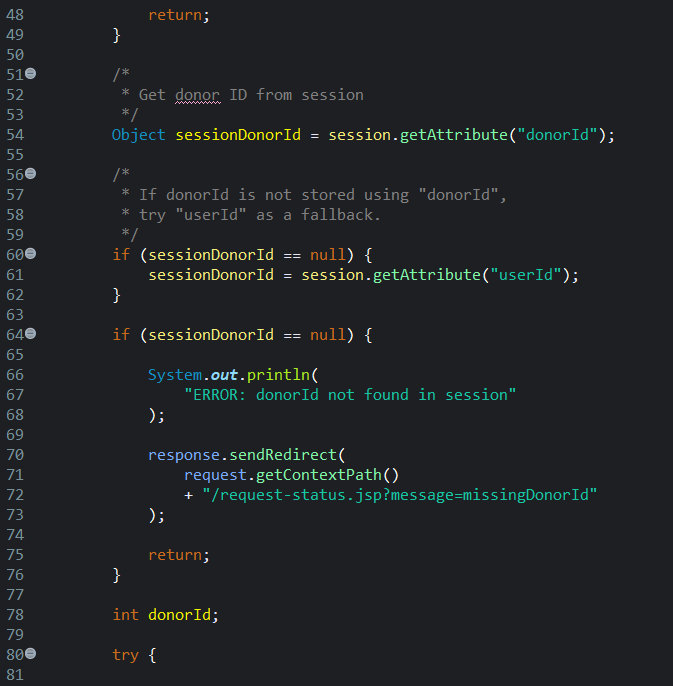 48 return;
49 }
50
51 /*
52 * Get donor ID from session
53 */
54 Object sessionDonorId = session.getAttribute("donorId");
55
56 /*
57 * If donorId is not stored using "donorId",
58 * try "userId" as a fallback.
59 */
60 if (sessionDonorId == null) {
61 sessionDonorId = session.getAttribute("userId");
62 }
63
64 if (sessionDonorId == null) {
65
66 System.out.println(
67 "ERROR: donorId not found in session"
68 );
69
70 response.sendRedirect(
71 request.getContextPath()
72 + "/request-status.jsp?message=missingDonorId"
73 );
74
75 return;
76 }
77
78 int donorId;
79
80 try {
81